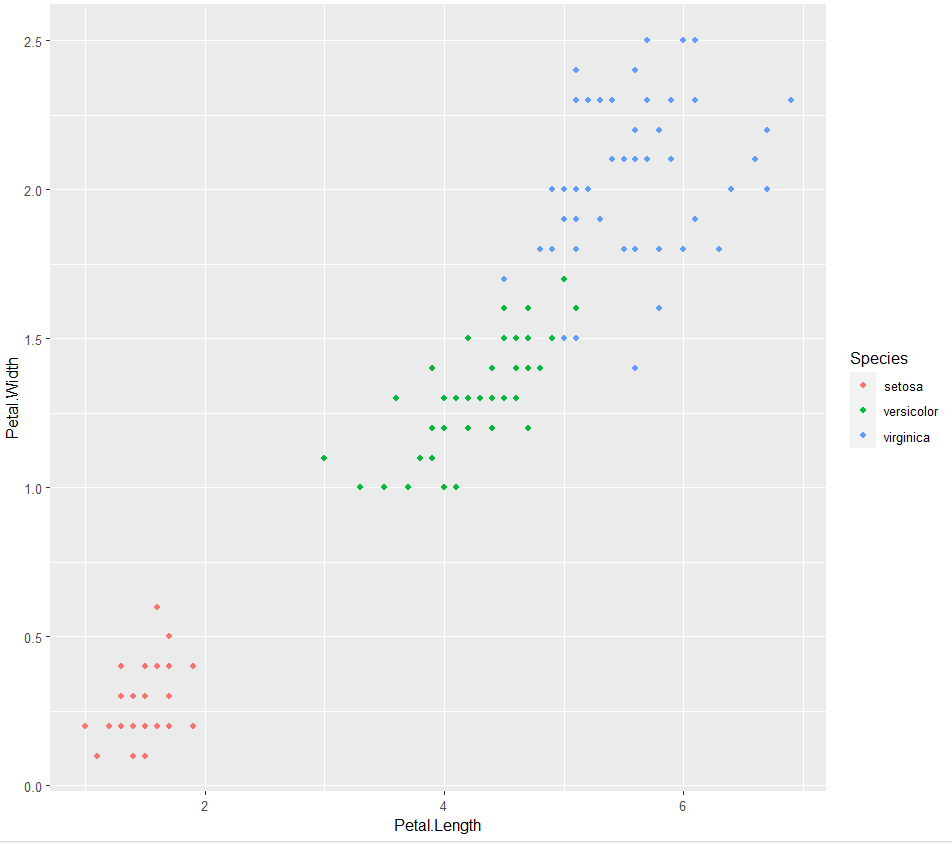 2.5
2.0
1.5
1.0
0.5
0.0
Petal.Width
2 4 6
Petal.Length
Species
setosa
versicolor
virginica